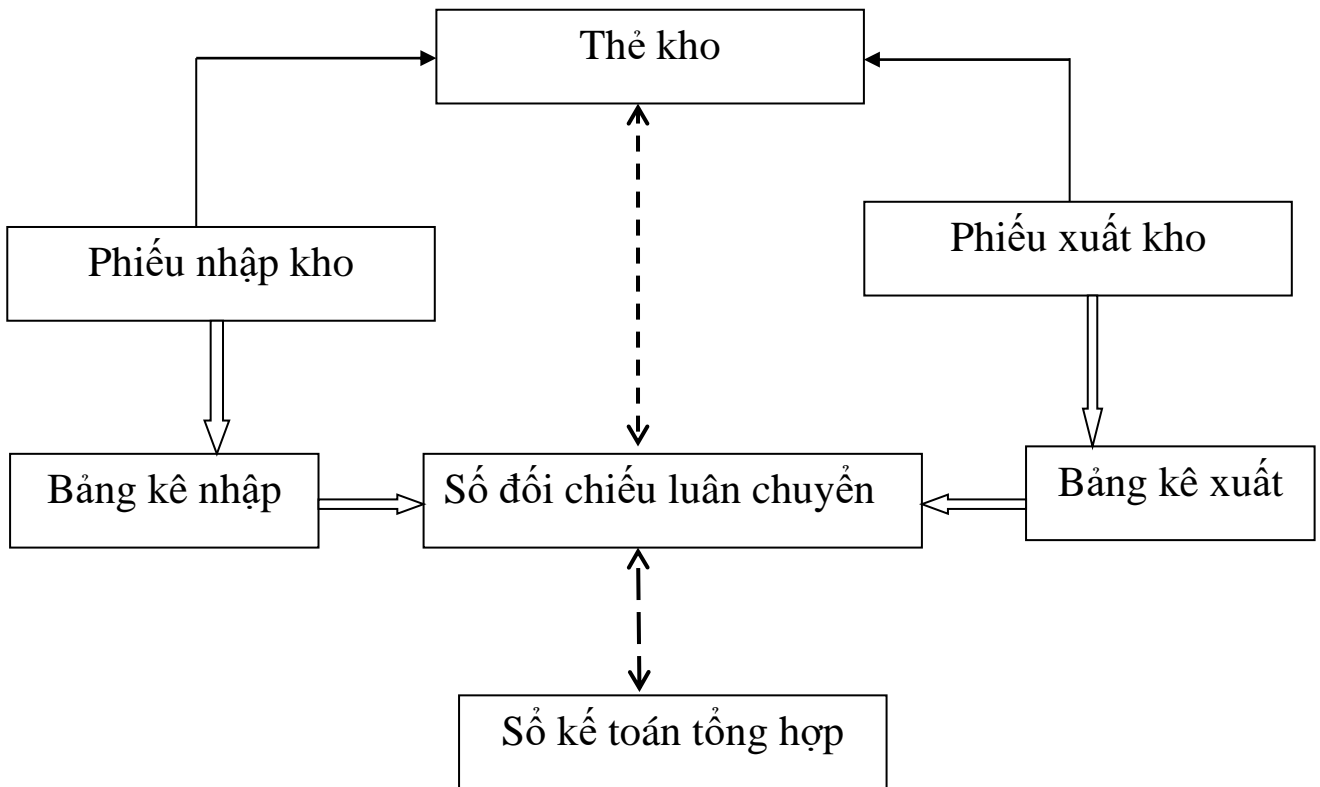 Thẻ kho
Phiếu nhập kho
Phiếu xuất kho
Bảng kê nhập
Số đối chiếu luân chuyển
Bảng kê xuất
Sổ kế toán tổng hợp